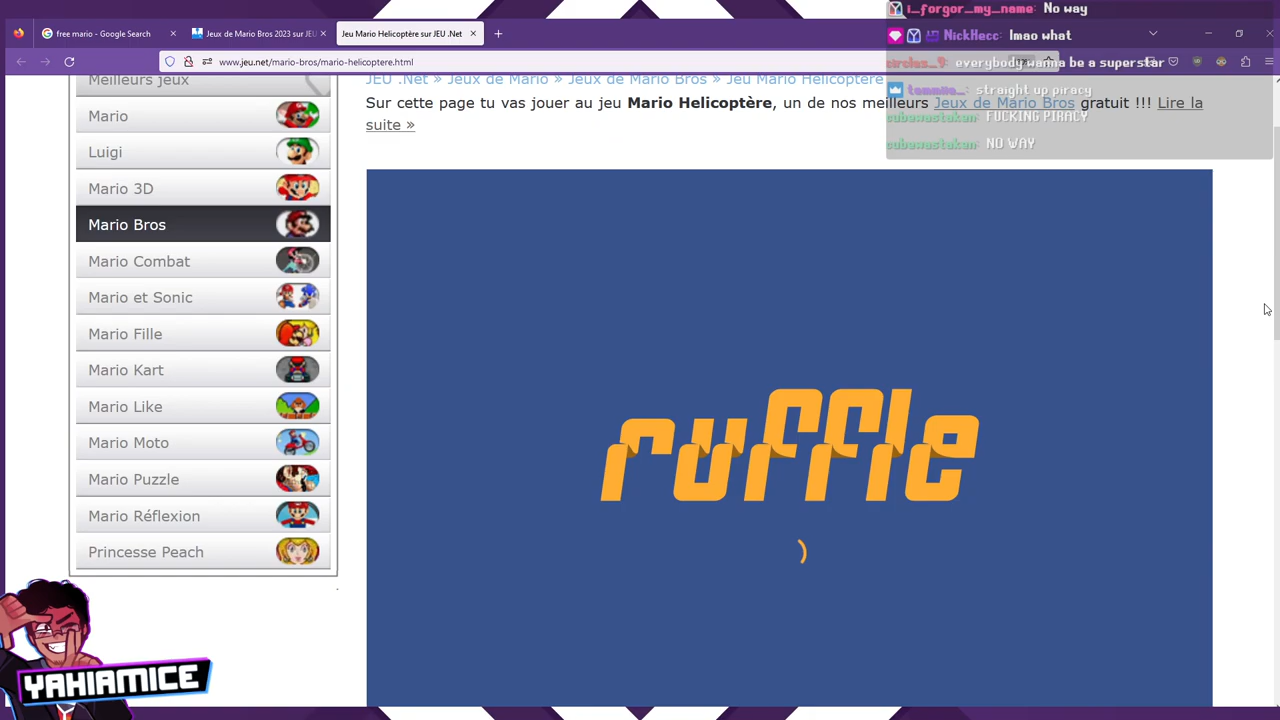 i_forgor_my_name: No way
free mario - Google Search
Jeux de Mario Bros 2023 sur JEU
Jeu Mario Helicoptère sur JEU .Net
NickHecc: lmao what
www.jeu.net/mario-bros/mario-helicoptere.html
everybody wanna be a superstar
JEU .Net » Jeux de Mario » Jeux de Mario Bros » Jeu Mario Helicoptère
straight up piracy
Sur cette page tu vas jouer au jeu Mario Helicoptère, un de nos meilleurs Jeux de Mario Bros gratuit !!! Lire la
suite »
cubewastaken: FUCKING PIRACY
cubewastaken: NO WAY
Meilleurs jeux
Mario
Luigi
Mario 3D
Mario Bros
Mario Combat
Mario et Sonic
Mario Fille
Mario Kart
Mario Like
Mario Moto
Mario Puzzle
Mario Réflexion
Princesse Peach
ruffle
YAHIAMICE